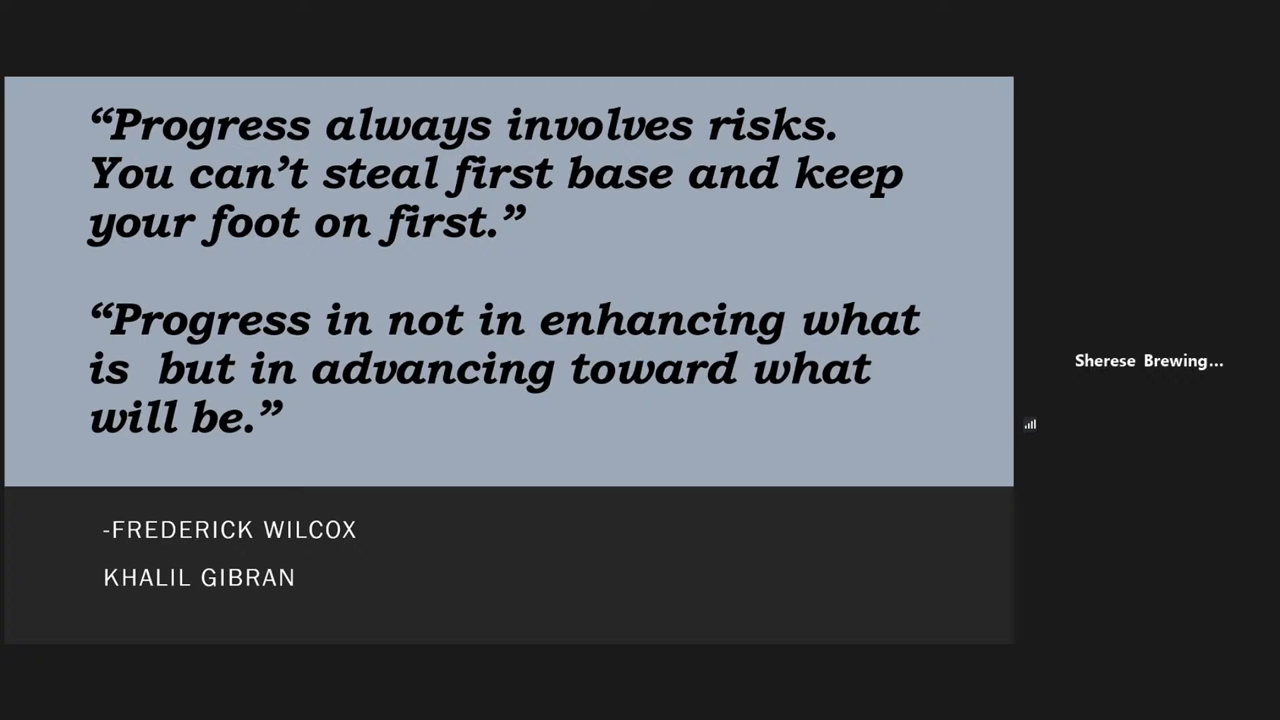 “Progress always involves risks.
You can’t steal first base and keep
your foot on first.”
“Progress in not in enhancing what
is but in advancing toward what
will be.”
-FREDERICK WILCOX
KHALIL GIBRAN
Sherese Brewing...